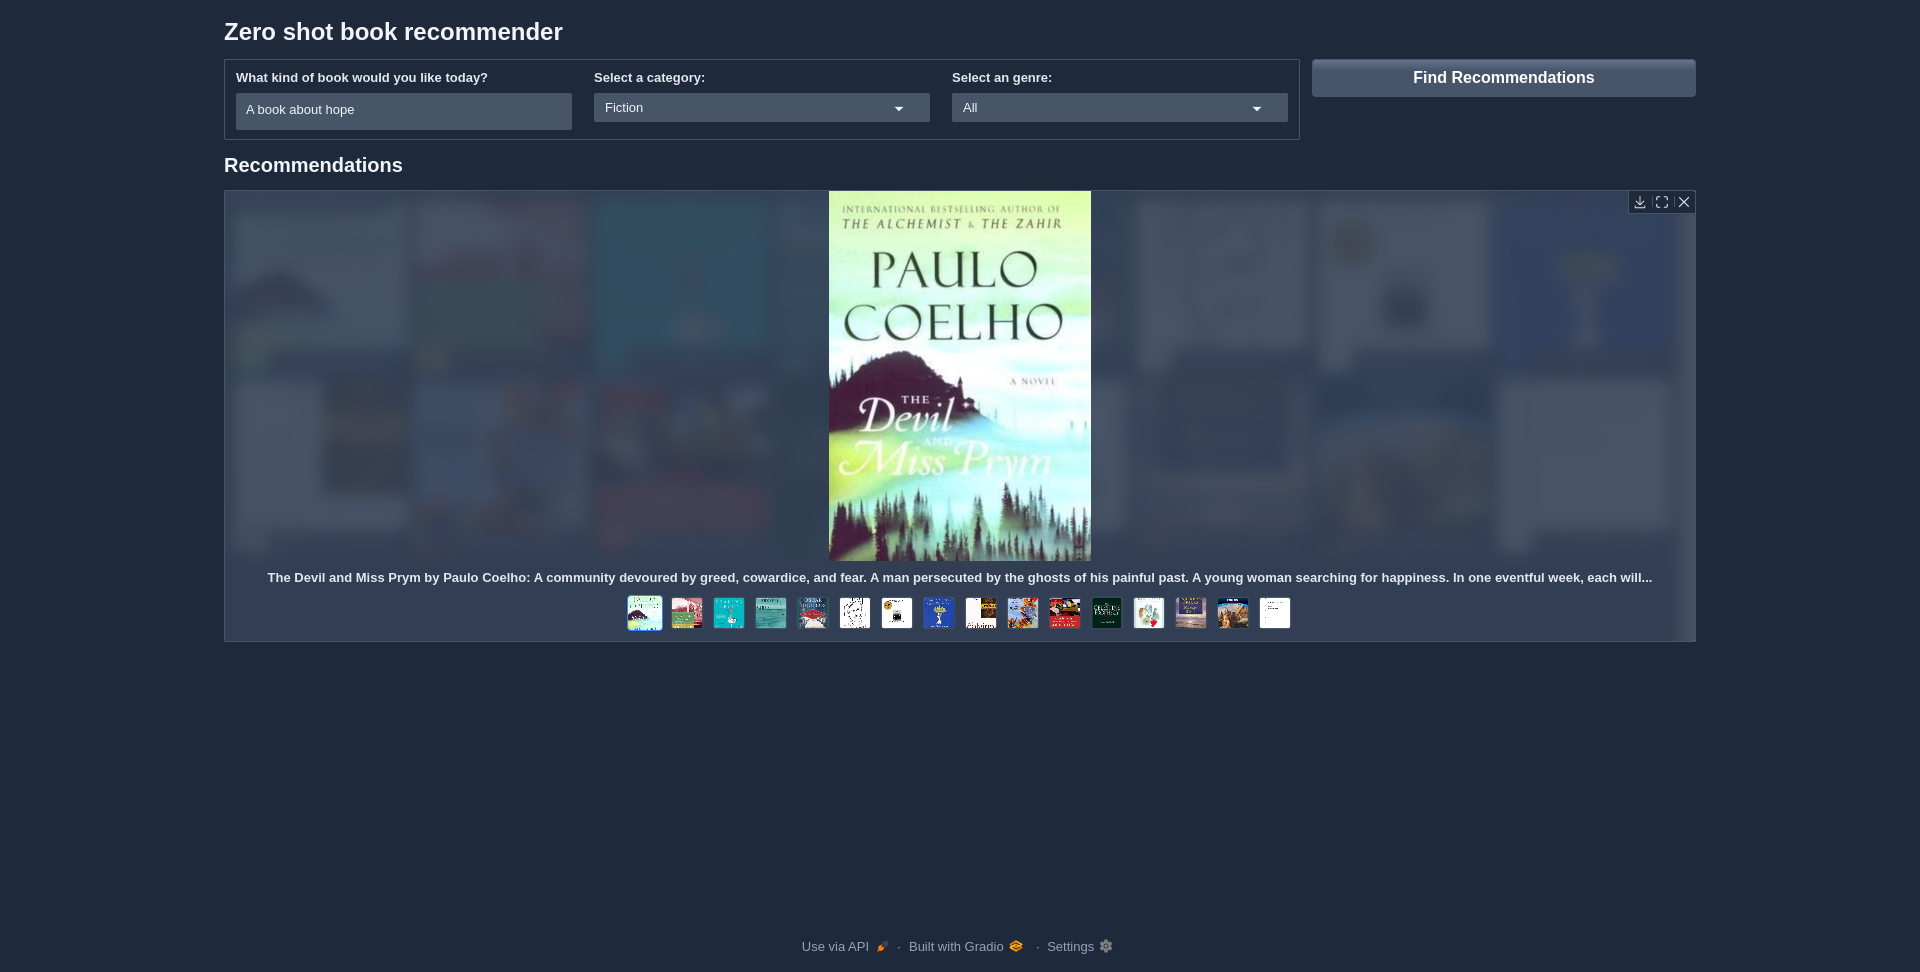 Zero shot book recommender
What kind of book would you like today?
Select a category:
Select an genre:
Find Recommendations
A book about hope
Fiction
All
Recommendations
INTERNATIONAL BESTSELLING AUTHOR OF
THE ALCHEMIST & THE ZAHIR
PAULO
COELHO
A NOVEL
THE
Devil
AND
Miss Prym
The Devil and Miss Prym by Paulo Coelho: A community devoured by greed, cowardice, and fear. A man persecuted by the ghosts of his painful past. A young woman searching for happiness. In one eventful week, each will...
Use via API · Built with Gradio · Settings